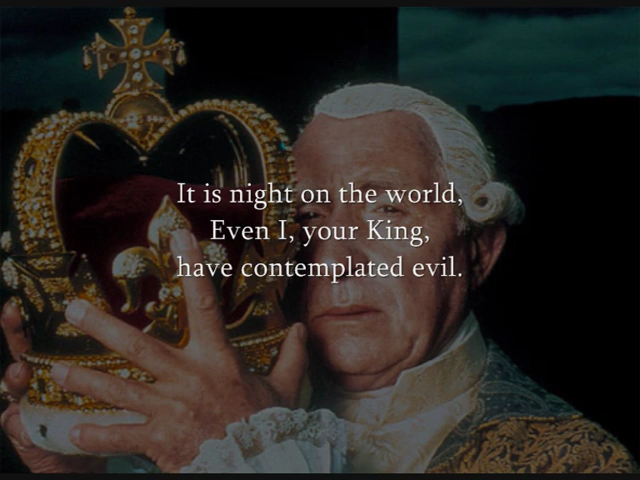 It is night on the world,
Even I, your King,
have contemplated evil.